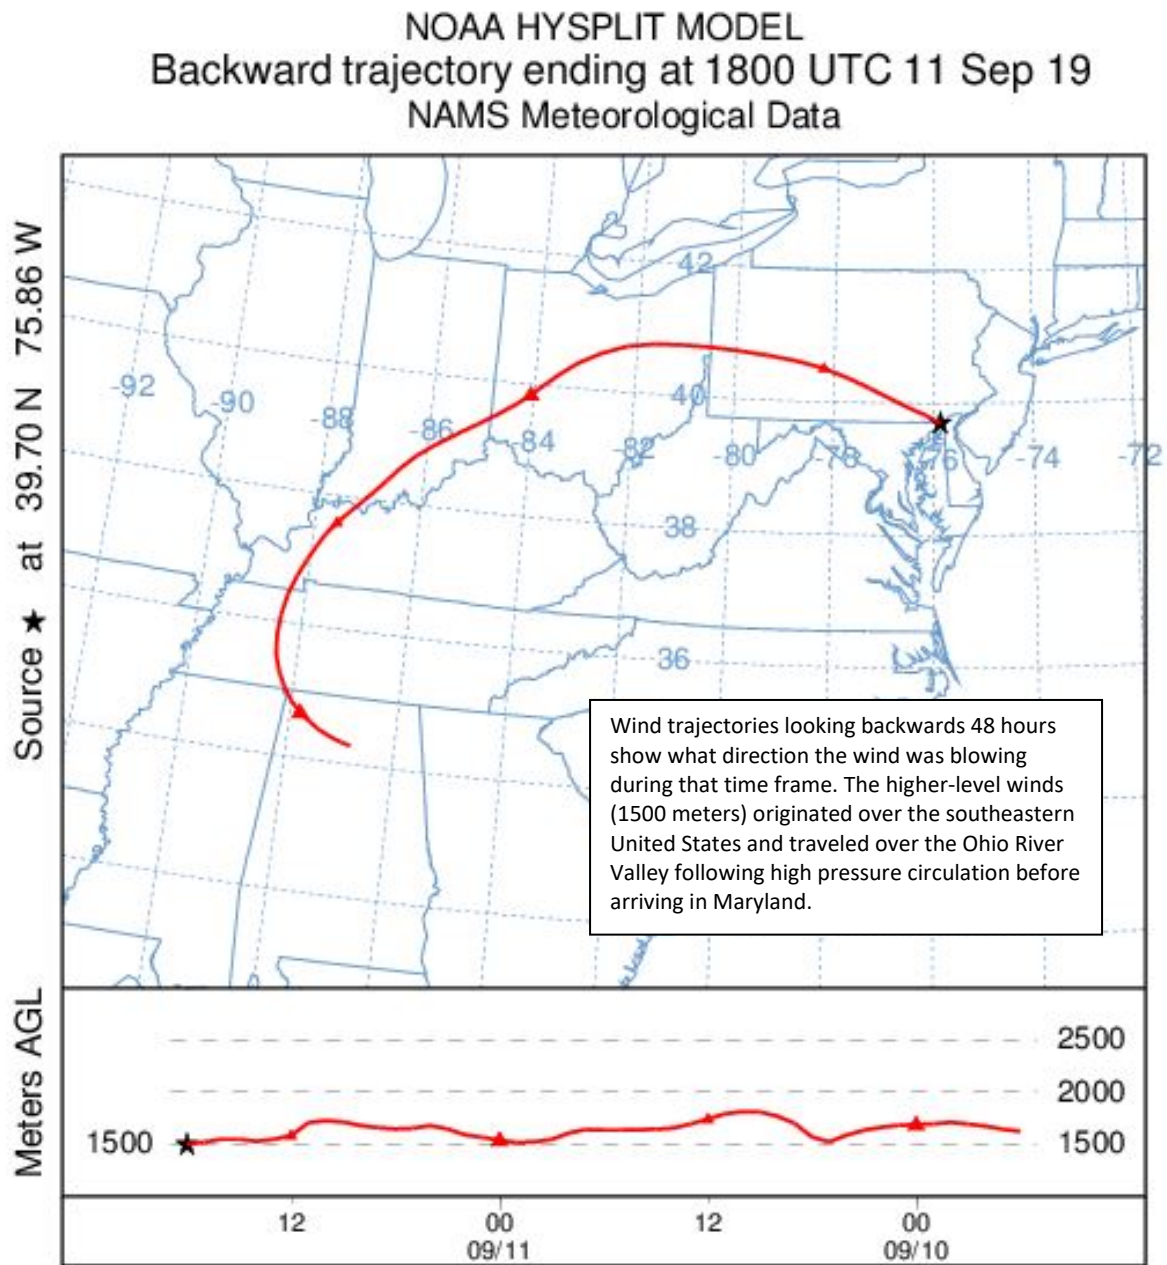 NOAA HYSPLIT MODEL
Backward trajectory ending at 1800 UTC 11 Sep 19
NAMS Meteorological Data
Source ★ at 39.70 N 75.86 W
42
-92
-90
-88
-86
-84
-82
40
-80
-78
-76
-74
-72
38
36
Wind trajectories looking backwards 48 hours
show what direction the wind was blowing
during that time frame. The higher-level winds
(1500 meters) originated over the southeastern
United States and traveled over the Ohio River
Valley following high pressure circulation before
arriving in Maryland.
Meters AGL
2500
2000
1500
1500
12
00
12
00
09/11
09/10